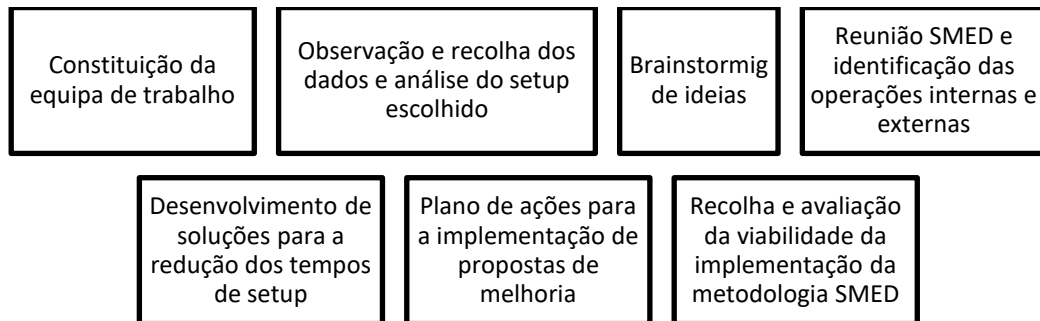 Constituição da
equipa de trabalho
Observação e recolha dos
dados e análise do setup
escolhido
Brainstormig
de ideias
Reunião SMED e
identificação das
operações internas e
externas
Desenvolvimento de
soluções para a
redução dos tempos
de setup
Plano de ações para
a implementação de
propostas de
melhoria
Recolha e avaliação
da viabilidade da
implementação da
metodologia SMED